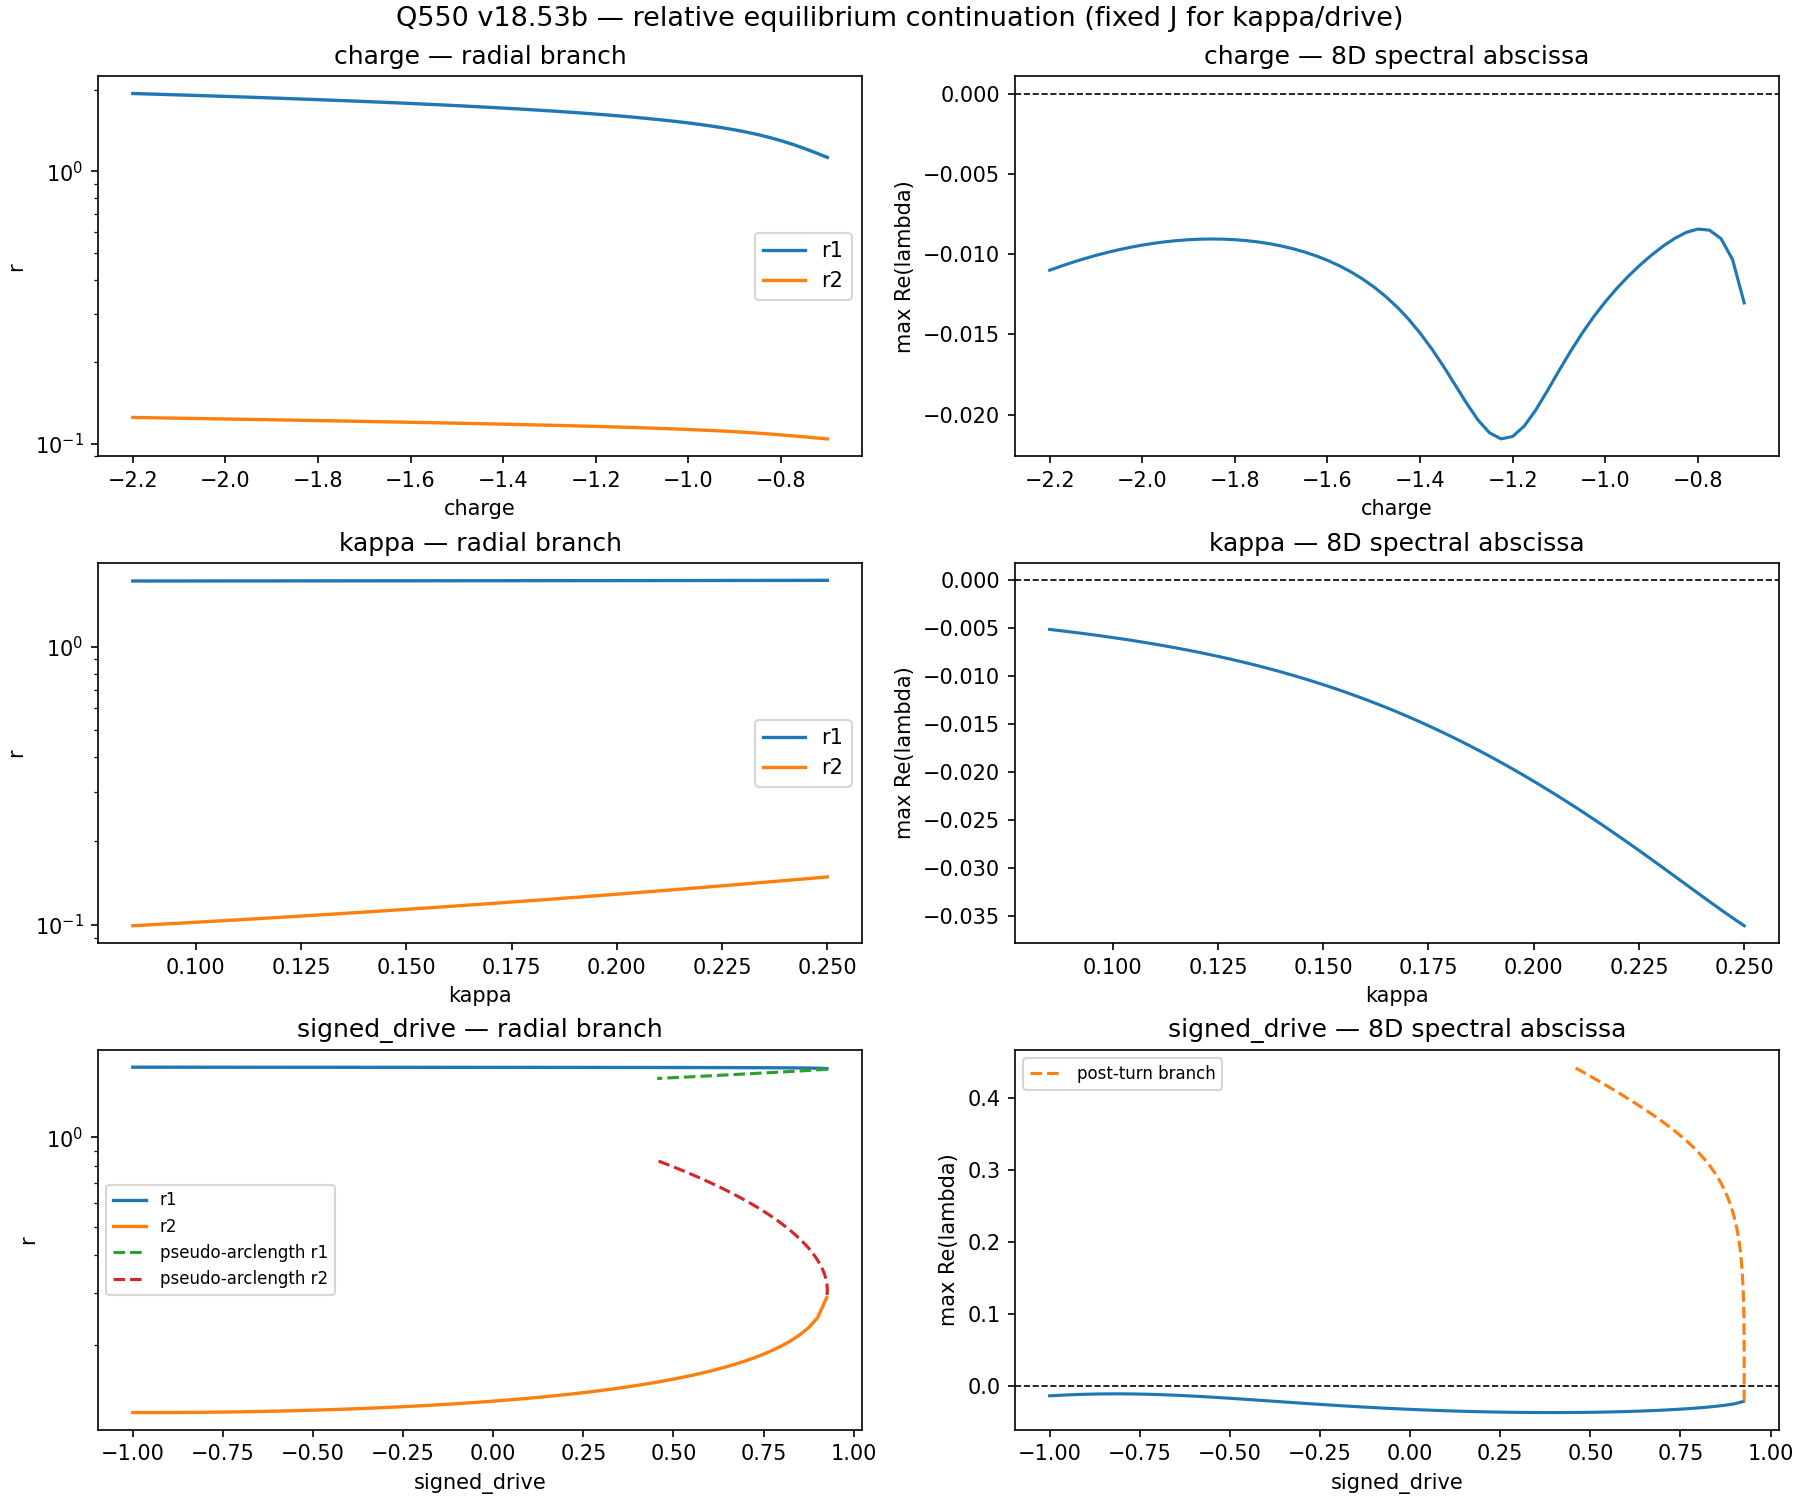 Q550 v18.53b — relative equilibrium continuation (fixed J for kappa/drive)
charge — radial branch
r
10⁰
10⁻¹
r1
r2
−2.2 −2.0 −1.8 −1.6 −1.4 −1.2 −1.0 −0.8
charge
charge — 8D spectral abscissa
max Re(lambda)
0.000
−0.005
−0.010
−0.015
−0.020
−2.2 −2.0 −1.8 −1.6 −1.4 −1.2 −1.0 −0.8
charge
kappa — radial branch
r
10⁰
10⁻¹
r1
r2
0.100 0.125 0.150 0.175 0.200 0.225 0.250
kappa
kappa — 8D spectral abscissa
max Re(lambda)
0.000
−0.005
−0.010
−0.015
−0.020
−0.025
−0.030
−0.035
0.100 0.125 0.150 0.175 0.200 0.225 0.250
kappa
signed_drive — radial branch
r
10⁰
r1
r2
pseudo-arclength r1
pseudo-arclength r2
−1.00 −0.75 −0.50 −0.25 0.00 0.25 0.50 0.75 1.00
signed_drive
signed_drive — 8D spectral abscissa
max Re(lambda)
post-turn branch
0.4
0.3
0.2
0.1
0.0
−1.00 −0.75 −0.50 −0.25 0.00 0.25 0.50 0.75 1.00
signed_drive